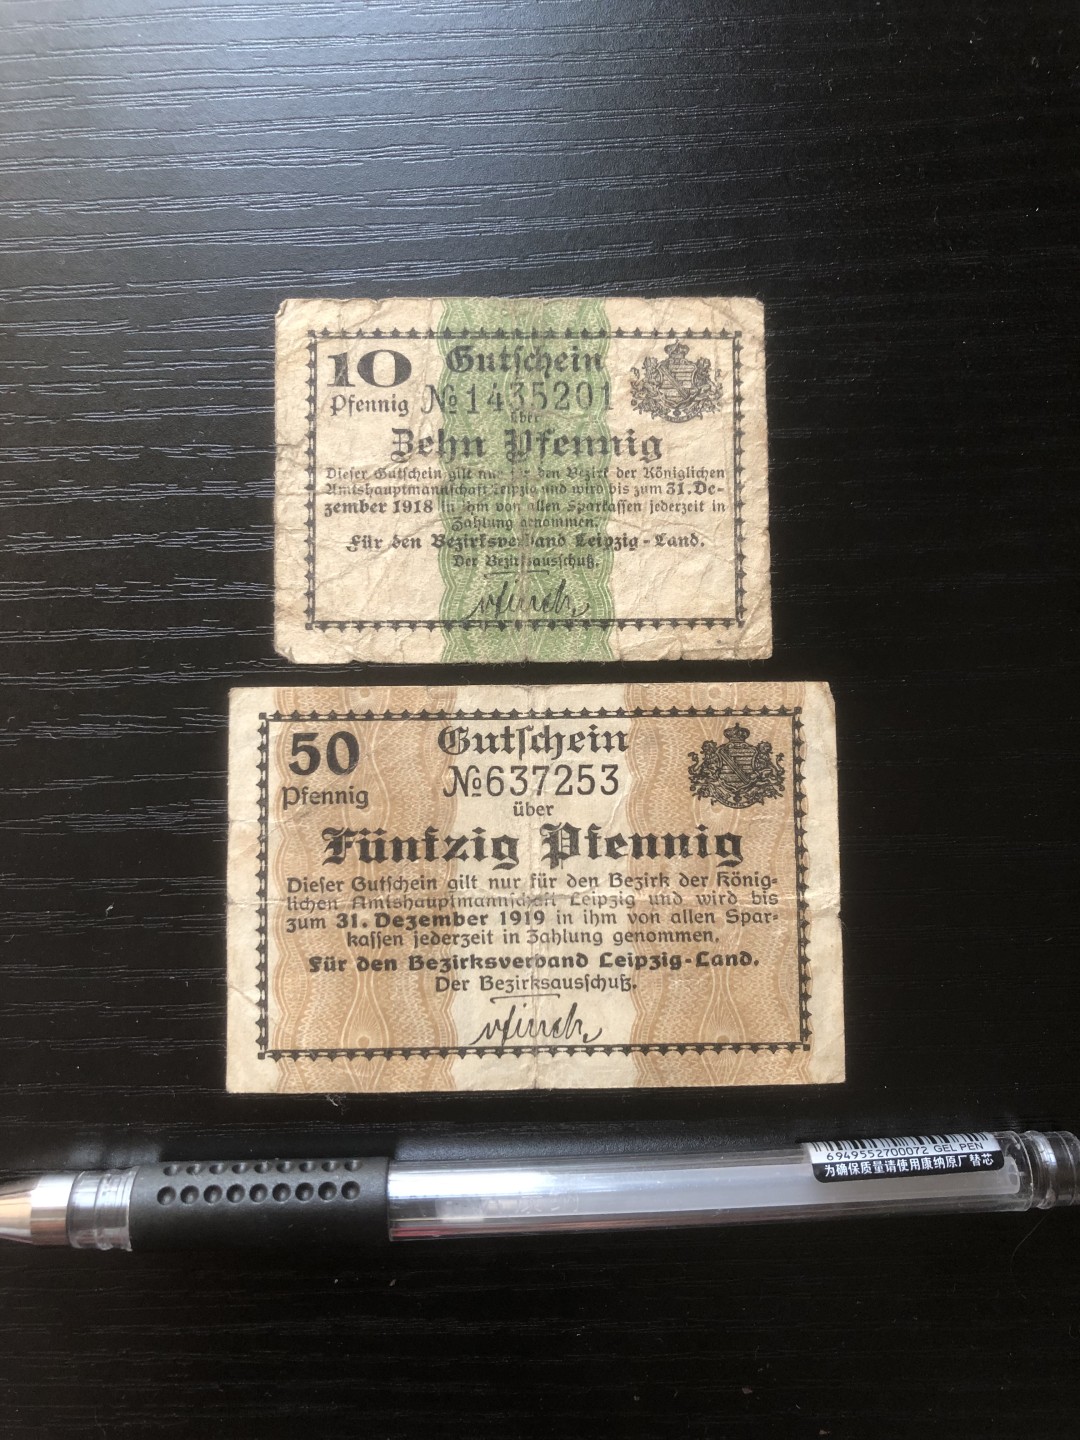 10
Pfennig
Gutschein
№1435201
über
Zehn Pfennig
Dieser Gutschein gilt nur für den Bezirk der Königlichen
Amtshauptmannschaft Leipzig und wird bis zum 31. De-
zember 1918 in ihm von allen Sparkassen jederzeit in
Zahlung genommen.
Für den Bezirksverband Leipzig-Land.
Der Bezirksausschuß.
50
Pfennig
Gutschein
№637253
über
Fünfzig Pfennig
Dieser Gutschein gilt nur für den Bezirk der König-
lichen Amtshauptmannschaft Leipzig und wird bis
zum 31. Dezember 1919 in ihm von allen Spar-
kassen jederzeit in Zahlung genommen.
Für den Bezirksverband Leipzig-Land.
Der Bezirksausschuß.
6949552700072 GEL PEN
为确保质量请使用康纳原厂替芯